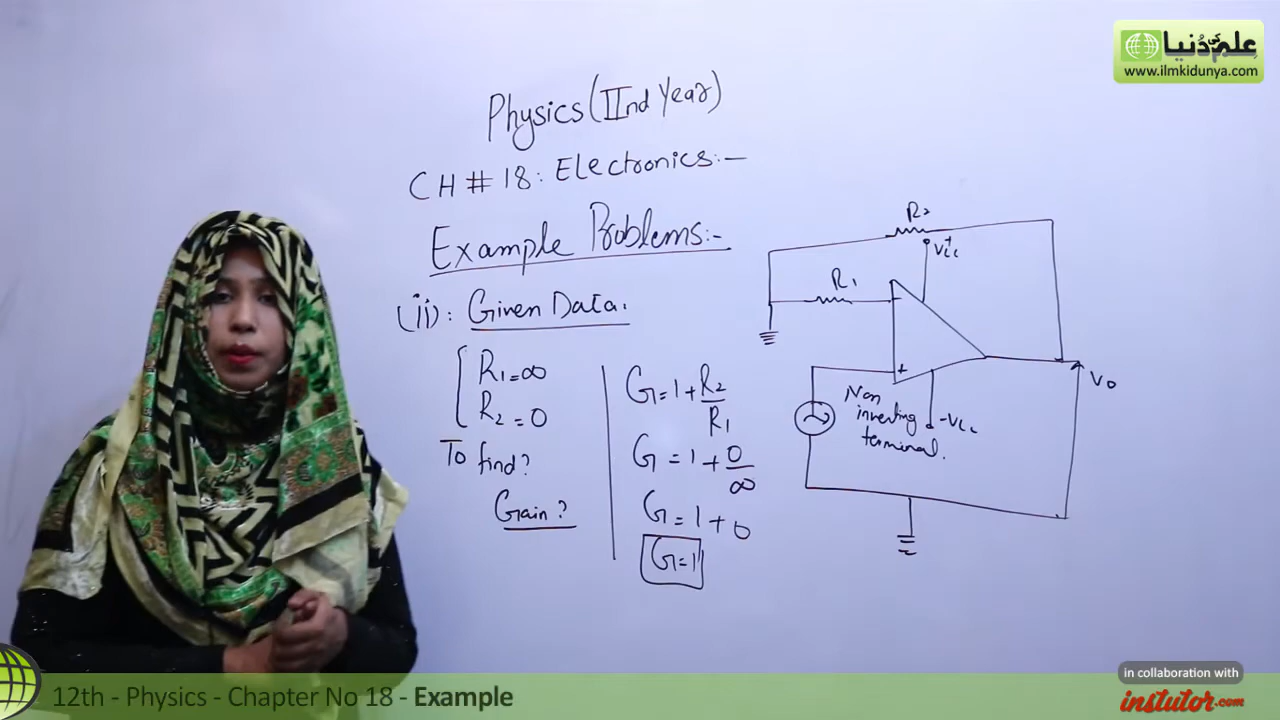 علم کی دنیا
www.ilmkidunya.com
Physics (IInd Year)
CH # 18: Electronics:-
Example Problems:-
(ii): Given Data.
R₁=∞
R₂=0
To find?
Gain?
G=1+R₂/R₁
G=1+0/∞
G=1+0
G=1
R₂
V⁺cc
R₁
-
+
Non
inverting
terminal.
-Vcc
Vo
12th - Physics - Chapter No 18 - Example
in collaboration with
instutor.com